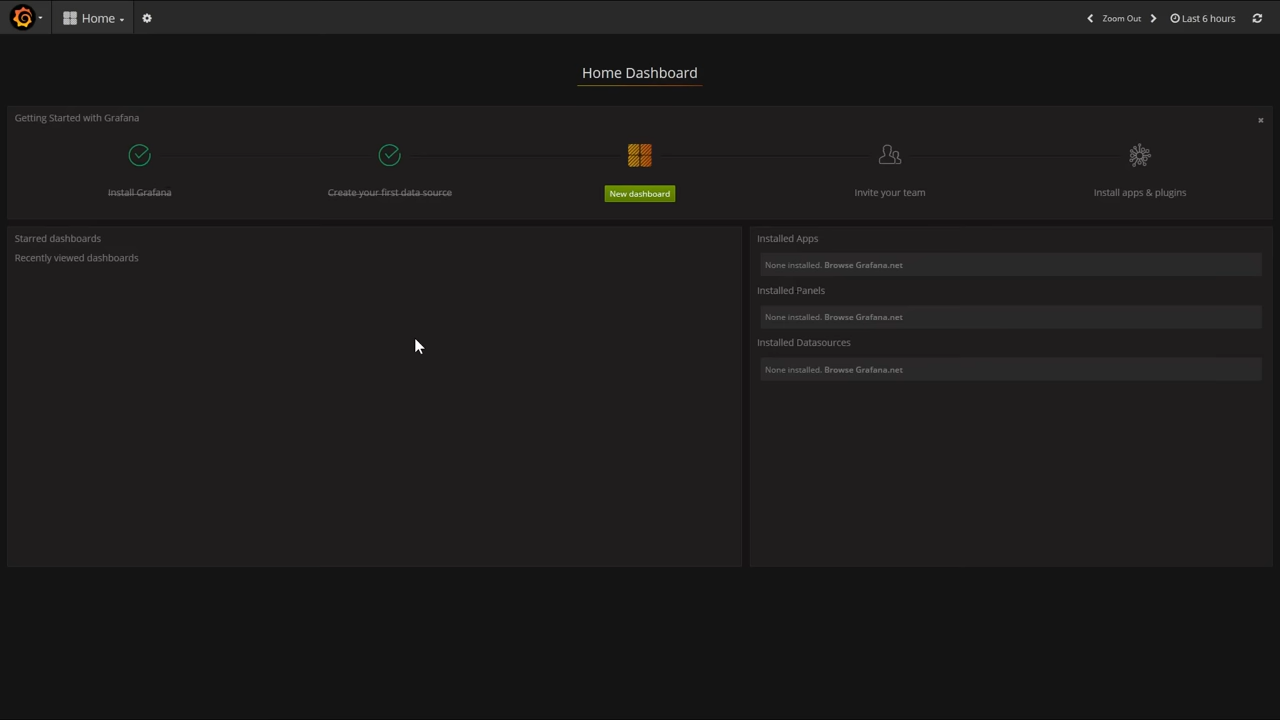 Home
Zoom Out
Last 6 hours
Home Dashboard
Getting Started with Grafana
Install Grafana
Create your first data source
New dashboard
Invite your team
Install apps & plugins
Starred dashboards
Recently viewed dashboards
Installed Apps
None installed. Browse Grafana.net
Installed Panels
None installed. Browse Grafana.net
Installed Datasources
None installed. Browse Grafana.net